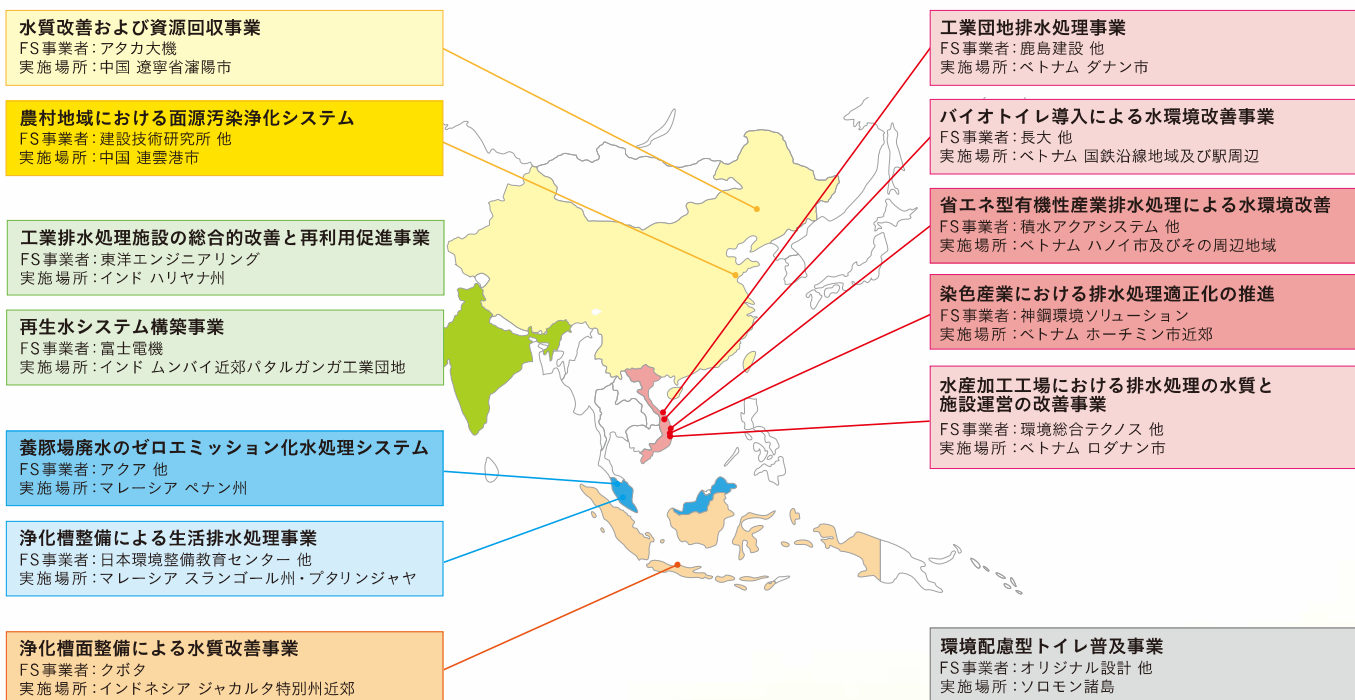 水質改善および資源回収事業
FS事業者：アタカ大機
実施場所：中国 遼寧省瀋陽市
農村地域における面源汚染浄化システム
FS事業者：建設技術研究所 他
実施場所：中国 連雲港市
工業排水処理施設の総合的改善と再利用促進事業
FS事業者：東洋エンジニアリング
実施場所：インド ハリヤナ州
再生水システム構築事業
FS事業者：富士電機
実施場所：インド ムンバイ近郊パタルガンガ工業団地
養豚場廃水のゼロエミッション化水処理システム
FS事業者：アクア 他
実施場所：マレーシア ペナン州
浄化槽整備による生活排水処理事業
FS事業者：日本環境整備教育センター 他
実施場所：マレーシア スランゴール州・プタリンジャヤ
浄化槽面整備による水質改善事業
FS事業者：クボタ
実施場所：インドネシア ジャカルタ特別州近郊
工業団地排水処理事業
FS事業者：鹿島建設 他
実施場所：ベトナム ダナン市
バイオトイレ導入による水環境改善事業
FS事業者：長大 他
実施場所：ベトナム 国鉄沿線地域及び駅周辺
省エネ型有機性産業排水処理による水環境改善
FS事業者：積水アクアシステム 他
実施場所：ベトナム ハノイ市及びその周辺地域
染色産業における排水処理適正化の推進
FS事業者：神鋼環境ソリューション
実施場所：ベトナム ホーチミン市近郊
水産加工工場における排水処理の水質と
施設運営の改善事業
FS事業者：環境総合テクノス 他
実施場所：ベトナム ロダナン市
環境配慮型トイレ普及事業
FS事業者：オリジナル設計 他
実施場所：ソロモン諸島